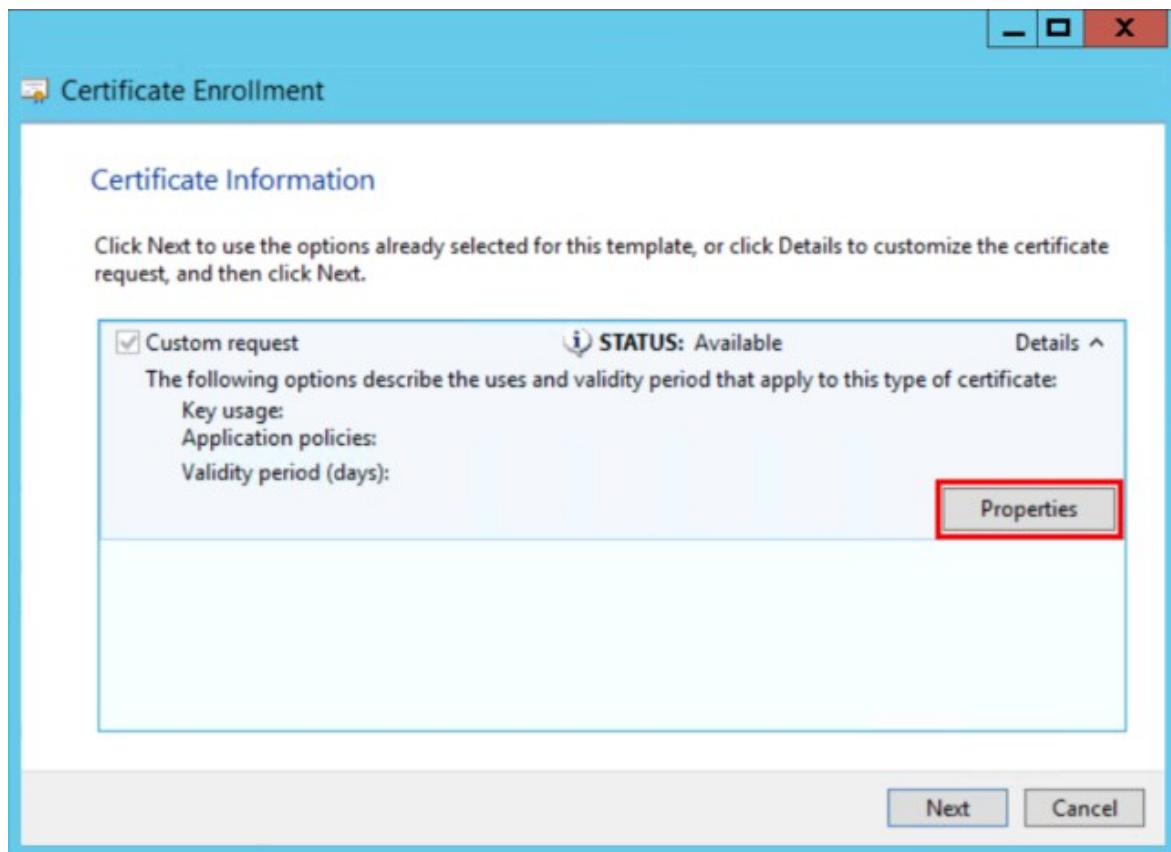 Certificate Enrollment
Certificate Information
Click Next to use the options already selected for this template, or click Details to customize the certificate
request, and then click Next.
Custom request STATUS: Available Details
The following options describe the uses and validity period that apply to this type of certificate:
Key usage:
Application policies:
Validity period (days):
Properties
Next Cancel